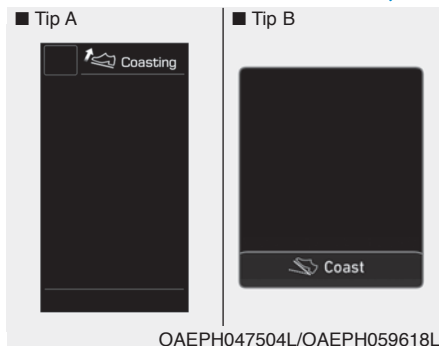 ■ Tip A
■ Tip B
Coasting
Coast
OAEPH047504L/OAEPH059618L